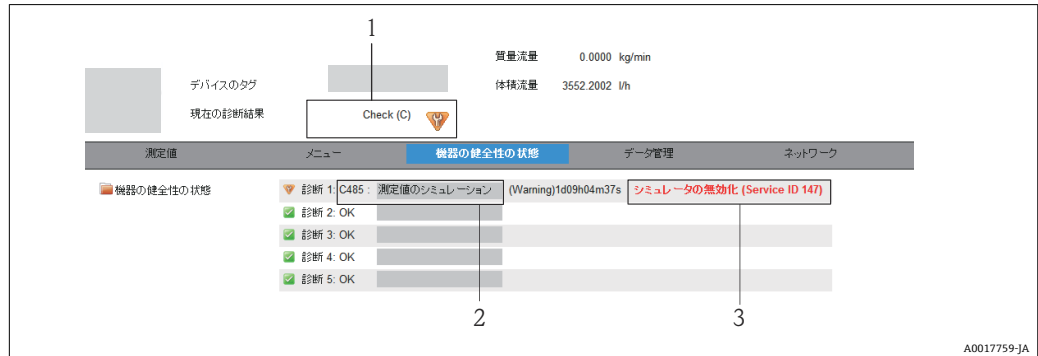 1
質量流量 0.0000 kg/min
デバイスのタグ 体積流量 3552.2002 l/h
現在の診断結果 Check (C)
測定値 メニュー 機器の健全性の状態 データ管理 ネットワーク
機器の健全性の状態 診断 1: C485 : 測定値のシミュレーション (Warning)1d09h04m37s シミュレータの無効化 (Service ID 147)
診断 2: OK
診断 3: OK
診断 4: OK
診断 5: OK
2 3
A0017759-JA